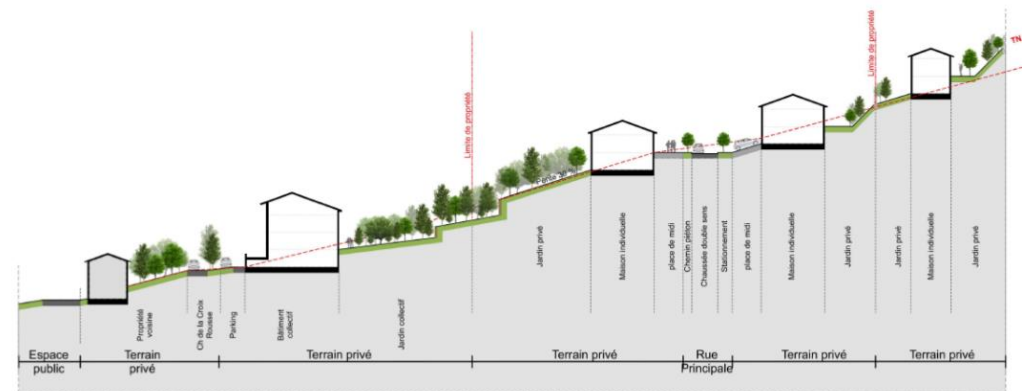 TN
Limite de propriété
Limite de propriété
Pente 30 %
Propriété
voisine
Ch de la Croix
Rousse
Parking
Bâtiment
collectif
Jardin collectif
Jardin privé
Maison individuelle
place de midi
Chemin piéton
Chaussée double sens
Stationnement
place de midi
Maison individuelle
Jardin privé
Jardin privé
Maison individuelle
Jardin privé
Espace
public
Terrain
privé
Terrain privé
Terrain privé
Rue
Principale
Terrain privé
Terrain privé